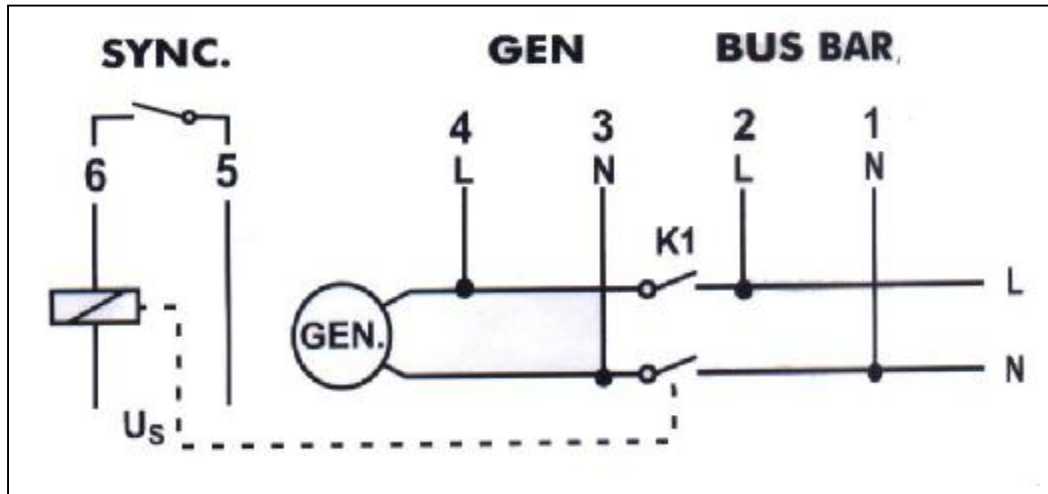 SYNC. GEN BUS BAR,
4 3 2 1
6 5 L N L N
K1
L
GEN.
N
US